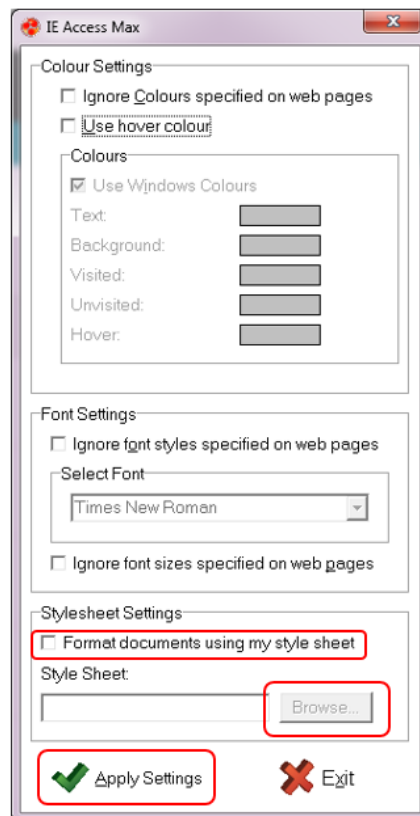 IE Access Max
Colour Settings
Ignore Colours specified on web pages
Use hover colour
Colours
Use Windows Colours
Text:
Background:
Visited:
Unvisited:
Hover:
Font Settings
Ignore font styles specified on web pages
Select Font
Times New Roman
Ignore font sizes specified on web pages
Stylesheet Settings
Format documents using my style sheet
Style Sheet:
Browse...
Apply Settings Exit